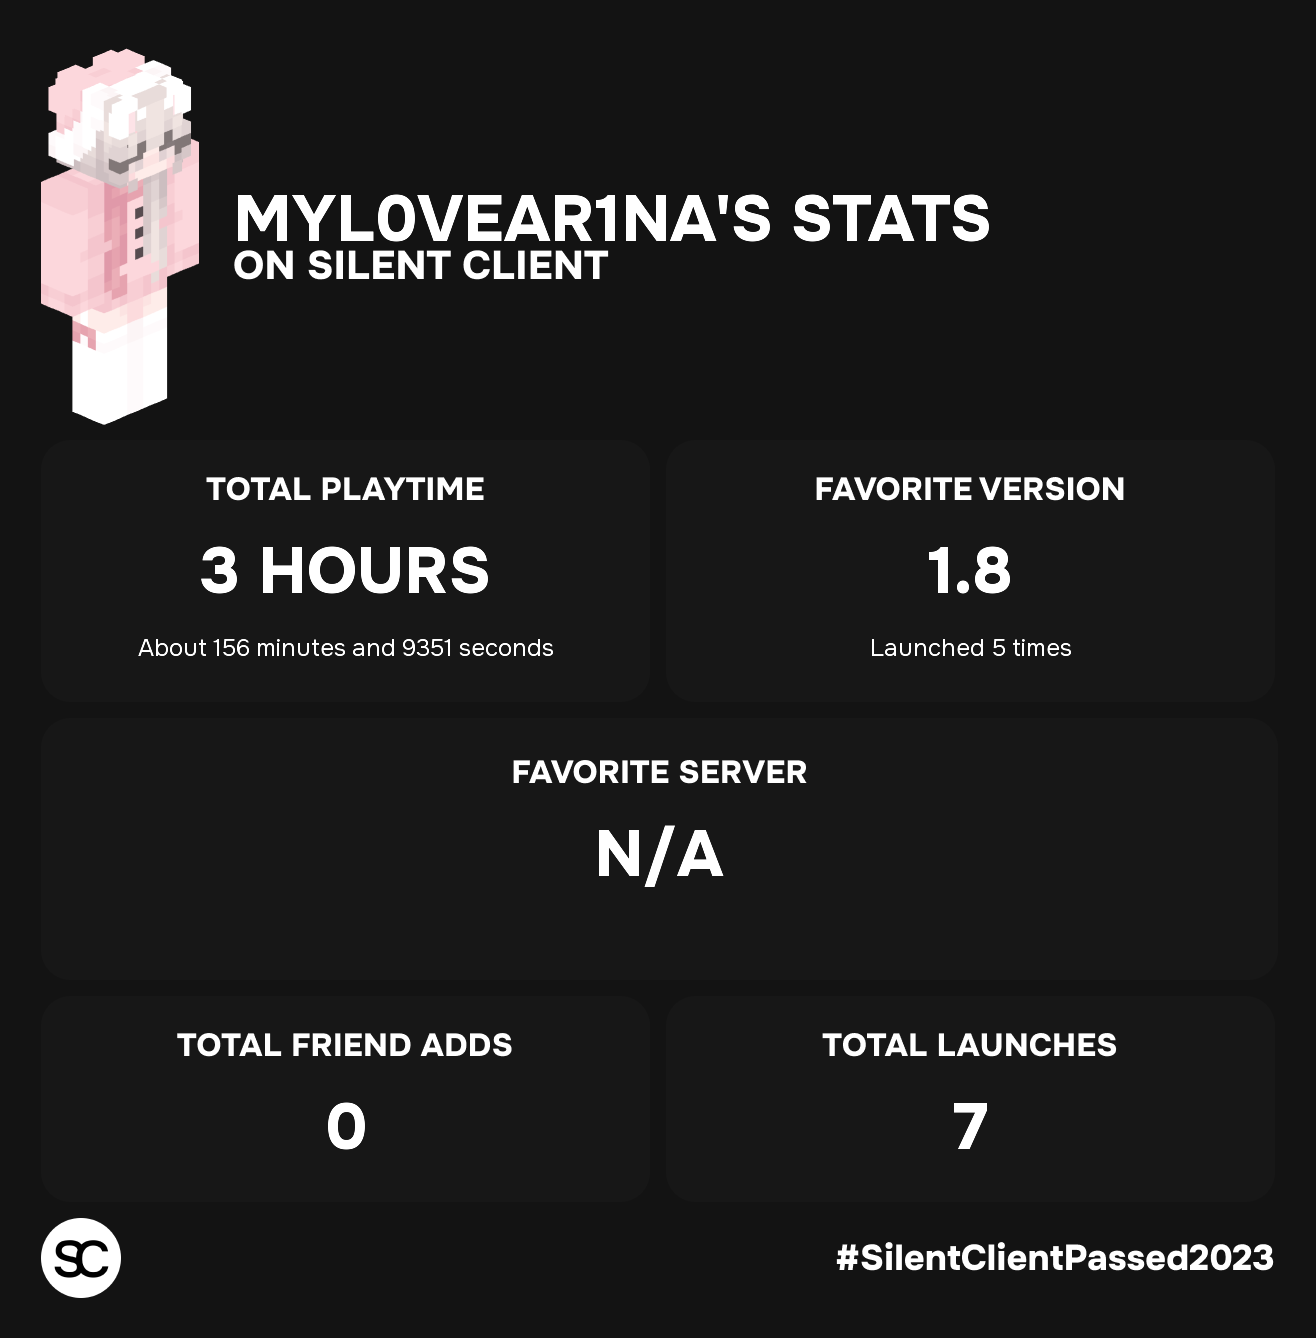 MYL0VEAR1NA'S STATS
ON SILENT CLIENT
TOTAL PLAYTIME
3 HOURS
About 156 minutes and 9351 seconds
FAVORITE VERSION
1.8
Launched 5 times
FAVORITE SERVER
N/A
TOTAL FRIEND ADDS
0
TOTAL LAUNCHES
7
SC
#SilentClientPassed2023